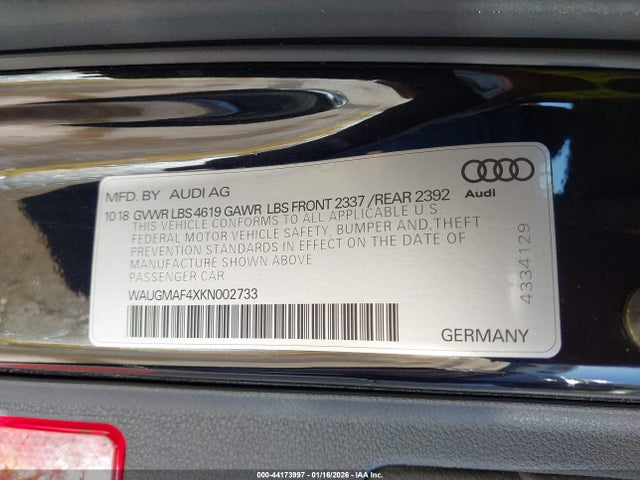 MFD. BY AUDI AG
Audi
10 18 GVWR LBS 4619 GAWR LBS FRONT 2337 /REAR 2392
THIS VEHICLE CONFORMS TO ALL APPLICABLE U.S.
FEDERAL MOTOR VEHICLE SAFETY, BUMPER AND THEFT
PREVENTION STANDARDS IN EFFECT ON THE DATE OF
MANUFACTURE SHOWN ABOVE
PASSENGER CAR
WAUGMAF4XKN002733
GERMANY
4334129
000-44173997 | 01/16/2026 | IAA Inc.